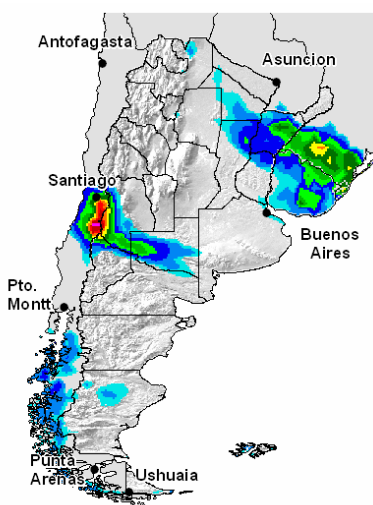 Antofagasta
Asuncion
Santiago
Buenos
Aires
Pto.
Montt
Punta
Arenas
Ushuaia